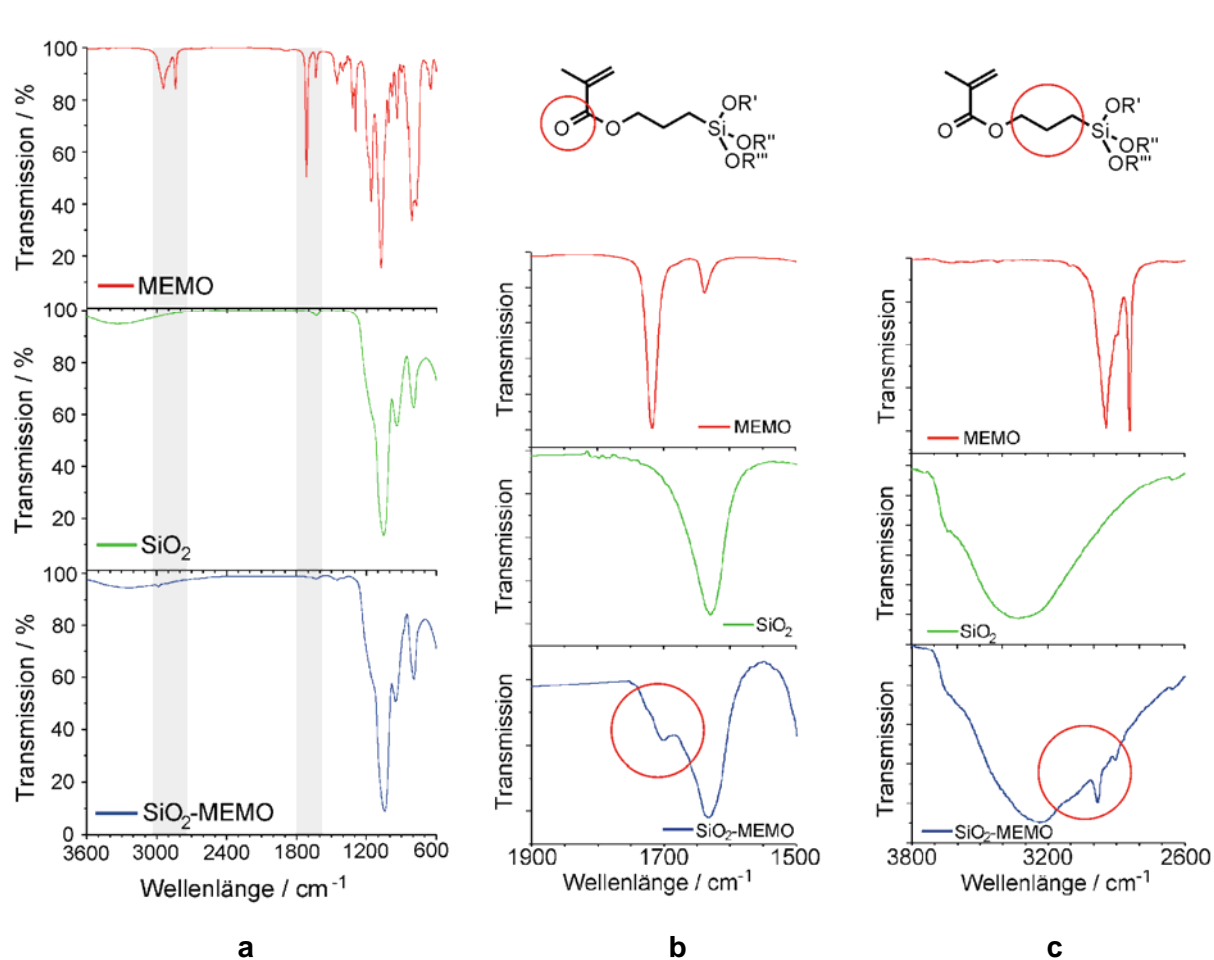 100
80
60
40
20
Transmission / %
MEMO
100
80
60
40
20
Transmission / %
SiO₂
100
80
60
40
20
0
Transmission / %
SiO₂-MEMO
3600 3000 2400 1800 1200 600
Wellenlänge / cm⁻¹
a
O
O
Si
OR'
OR''
OR'''
Transmission
MEMO
Transmission
SiO₂
Transmission
SiO₂-MEMO
1900 1700 1500
Wellenlänge / cm⁻¹
b
O
O
Si
OR'
OR''
OR'''
Transmission
MEMO
Transmission
SiO₂
Transmission
SiO₂-MEMO
3800 3200 2600
Wellenlänge / cm⁻¹
c